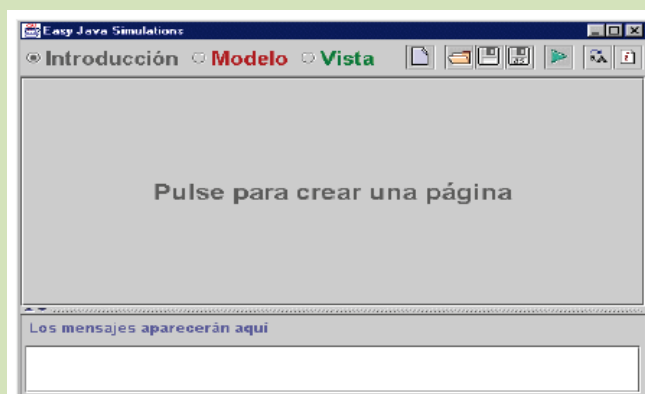 Easy Java Simulations
Introducción Modelo Vista
Pulse para crear una página
Los mensajes aparecerán aquí